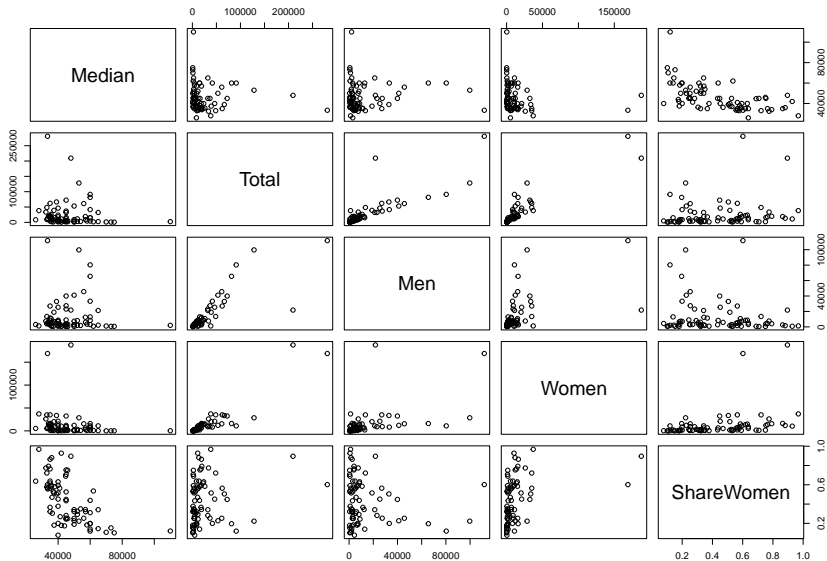 0 100000 200000
0 50000 150000
Median
40000 80000
0 100000 250000
Total
Men
0 40000 100000
0 100000
Women
ShareWomen
0.2 0.6 1.0
40000 80000
0 40000 80000
0.2 0.4 0.6 0.8 1.0